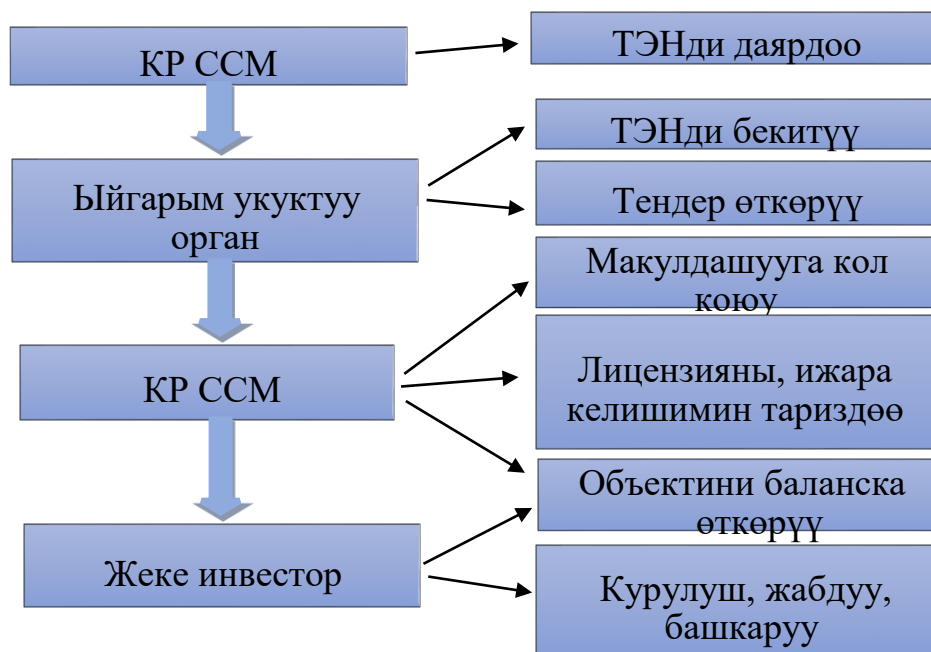 КР ССМ
ТЭНди даярдоо
Ыйгарым укуктуу
орган
ТЭНди бекитүү
Тендер өткөрүү
КР ССМ
Макулдашууга кол
коюу
Лицензияны, ижара
келишимин тариздөө
Объектини баланска
өткөрүү
Жеке инвестор
Курулуш, жабдуу,
башкаруу